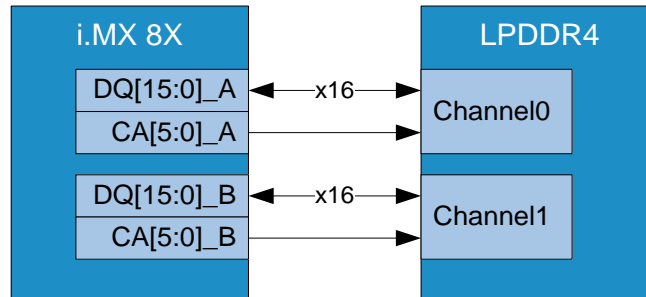 i.MX 8X
LPDDR4
DQ[15:0]_A
x16
Channel0
CA[5:0]_A
DQ[15:0]_B
x16
Channel1
CA[5:0]_B